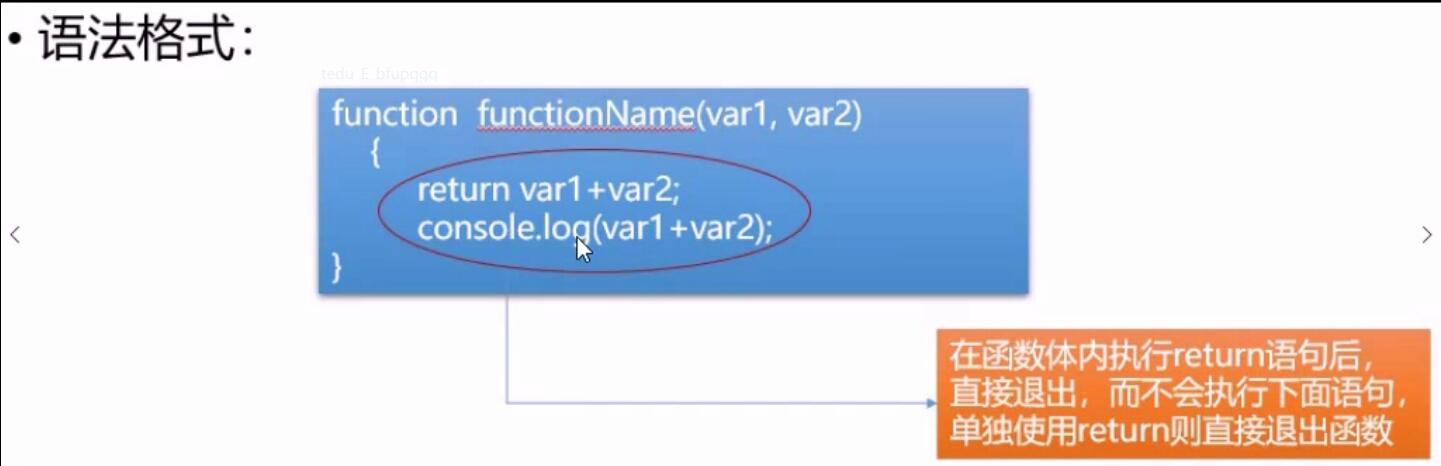 • 语法格式：
tedu_E_bfupqqq
function functionName(var1, var2)
{
return var1+var2;
console.log(var1+var2);
}
在函数体内执行return语句后，
直接退出，而不会执行下面语句，
单独使用return则直接退出函数